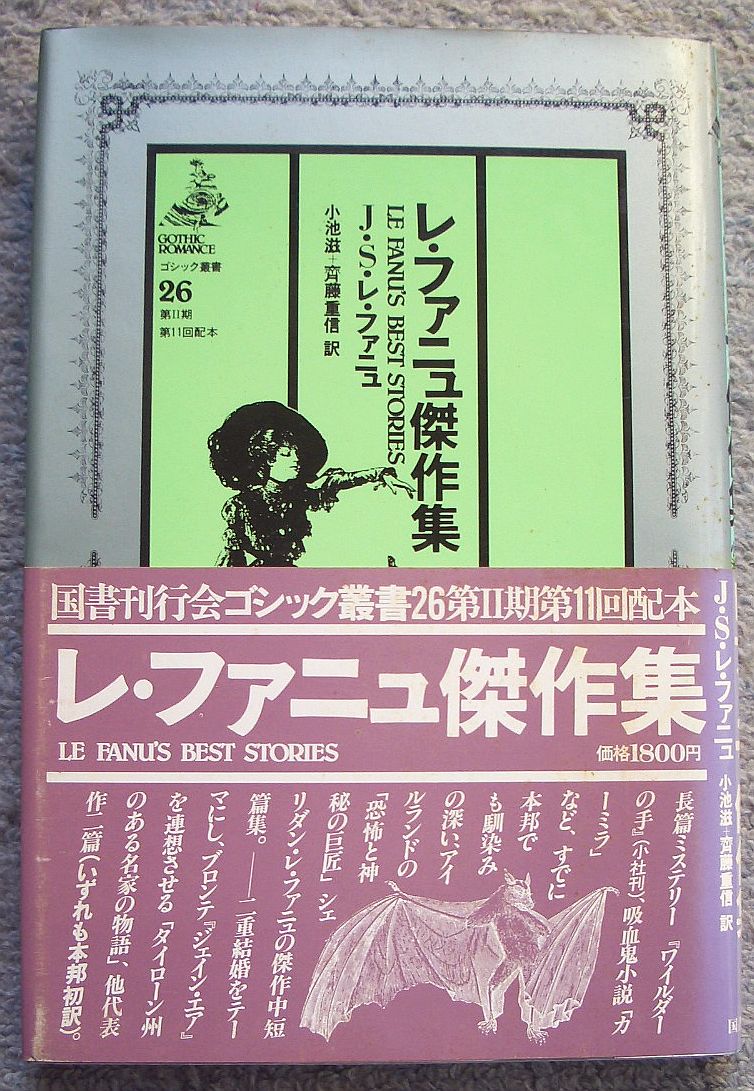 GOTHIC
ROMANCE
ゴシック叢書
26
第II期
第11回配本
レ・ファニュ傑作集
LE FANU'S BEST STORIES
J・S・レ・ファニュ
小池滋+齊藤重信 訳
国書刊行会ゴシック叢書26第II期第11回配本
レ・ファニュ傑作集
LE FANU'S BEST STORIES
価格1800円
長篇ミステリー『ワイルダー
の手』(小社刊)、吸血鬼小説「カ
ーミラ」
など、すでに
本邦で
も馴染み
の深い、アイ
ルランドの
「恐怖と神
秘の巨匠」シェ
リダン・レ・ファニュの傑作中短
篇集。――二重結婚をテー
マにし、ブロンテ『ジェイン・エア』
を連想させる「タイローン州
のある名家の物語」、他代表
作二篇(いずれも本邦初訳)。
J・S・レ・ファニュ
小池滋+齊藤重信 訳
国